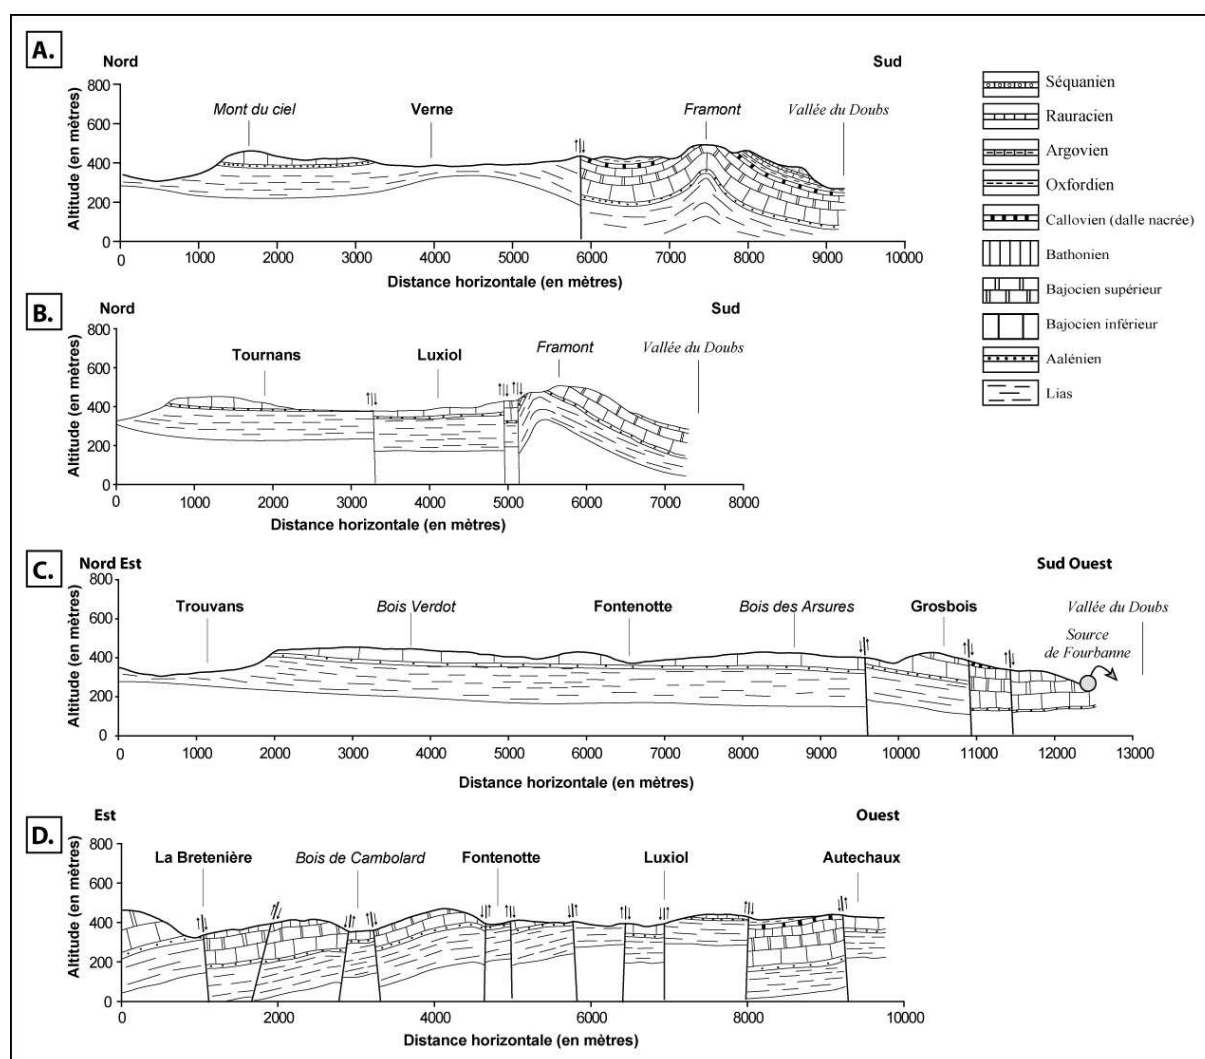 A.
Nord
Sud
Altitude (en mètres)
800
600
400
200
0
Mont du ciel
Verne
Framont
Vallée du Doubs
0 1000 2000 3000 4000 5000 6000 7000 8000 9000 10000
Distance horizontale (en mètres)
Séquanien
Rauracien
Argovien
Oxfordien
Callovien (dalle nacrée)
Bathonien
Bajocien supérieur
Bajocien inférieur
Aalénien
Lias
B.
Nord
Sud
Altitude (en mètres)
800
600
400
200
0
Tournans
Luxiol
Framont
Vallée du Doubs
0 1000 2000 3000 4000 5000 6000 7000 8000
Distance horizontale (en mètres)
C.
Nord Est
Sud Ouest
Altitude (en mètres)
800
600
400
200
0
Trouvans
Bois Verdot
Fontenotte
Bois des Arsures
Grosbois
Vallée du Doubs
Source
de Fourbanne
0 1000 2000 3000 4000 5000 6000 7000 8000 9000 10000 11000 12000 13000
Distance horizontale (en mètres)
D.
Est
Ouest
Altitude (en mètres)
800
600
400
200
0
La Bretenière
Bois de Cambolard
Fontenotte
Luxiol
Autechaux
0 2000 4000 6000 8000 10000
Distance horizontale (en mètres)